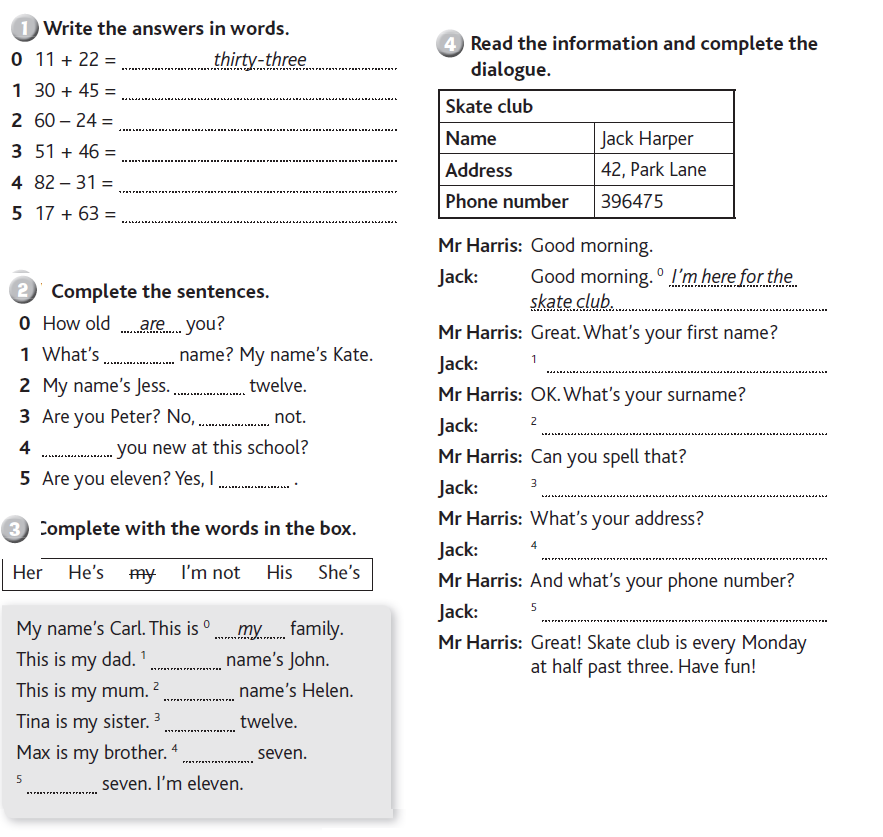 1 Write the answers in words.
0 11 + 22 = thirty-three
1 30 + 45 =
2 60 – 24 =
3 51 + 46 =
4 82 – 31 =
5 17 + 63 =
2 Complete the sentences.
0 How old are you?
1 What's name? My name's Kate.
2 My name's Jess. twelve.
3 Are you Peter? No, not.
4 you new at this school?
5 Are you eleven? Yes, I .
3 Complete with the words in the box.
Her He's my I'm not His She's
My name's Carl. This is 0 my family.
This is my dad. 1 name's John.
This is my mum. 2 name's Helen.
Tina is my sister. 3 twelve.
Max is my brother. 4 seven.
5 seven. I'm eleven.
4 Read the information and complete the
dialogue.
Skate club
Name Jack Harper
Address 42, Park Lane
Phone number 396475
Mr Harris: Good morning.
Jack: Good morning. 0 I'm here for the
skate club.
Mr Harris: Great. What's your first name?
Jack: 1
Mr Harris: OK. What's your surname?
Jack: 2
Mr Harris: Can you spell that?
Jack: 3
Mr Harris: What's your address?
Jack: 4
Mr Harris: And what's your phone number?
Jack: 5
Mr Harris: Great! Skate club is every Monday
at half past three. Have fun!